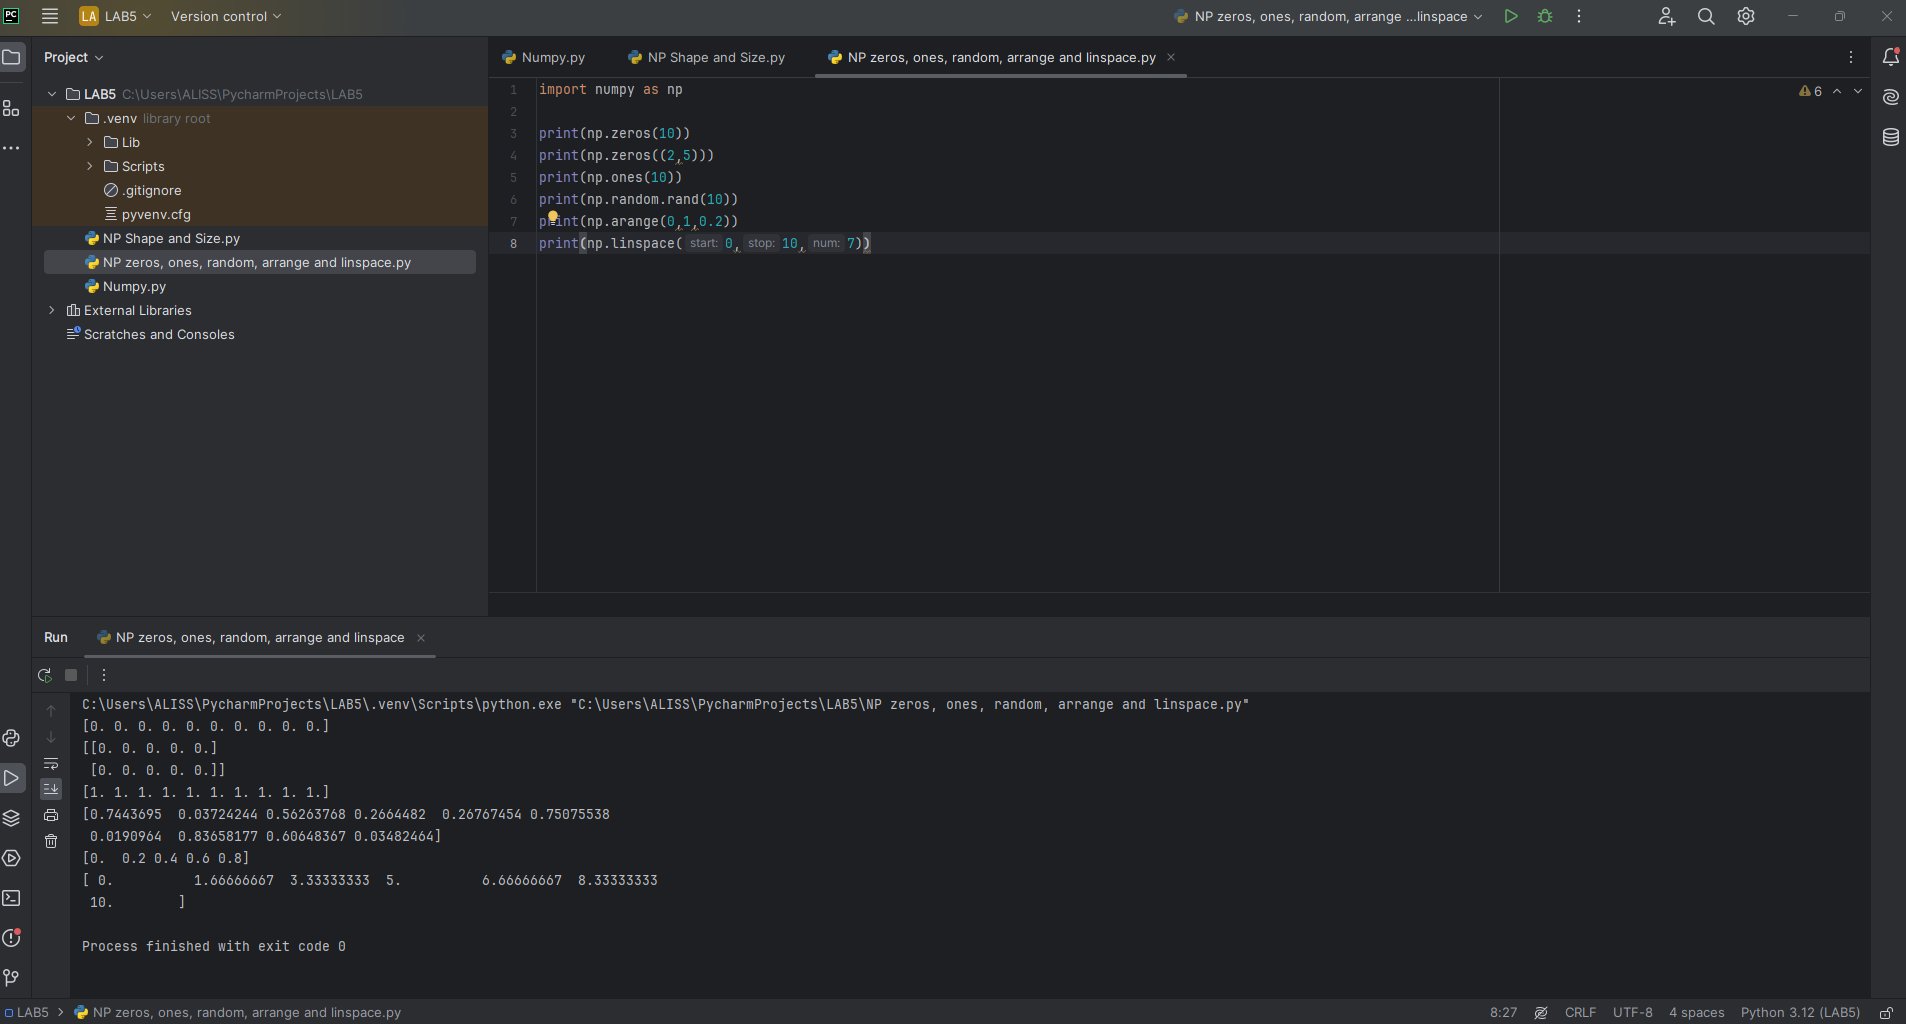 PC LA LAB5 Version control NP zeros, ones, random, arrange ...linspace
Project
LAB5 C:\Users\ALISS\PycharmProjects\LAB5
.venv library root
Lib
Scripts
.gitignore
pyvenv.cfg
NP Shape and Size.py
NP zeros, ones, random, arrange and linspace.py
Numpy.py
External Libraries
Scratches and Consoles
Numpy.py NP Shape and Size.py NP zeros, ones, random, arrange and linspace.py
6
1 import numpy as np
2
3 print(np.zeros(10))
4 print(np.zeros((2,5)))
5 print(np.ones(10))
6 print(np.random.rand(10))
7 print(np.arange(0,1,0.2))
8 print(np.linspace( start: 0, stop: 10, num: 7))
Run NP zeros, ones, random, arrange and linspace
C:\Users\ALISS\PycharmProjects\LAB5\.venv\Scripts\python.exe "C:\Users\ALISS\PycharmProjects\LAB5\NP zeros, ones, random, arrange and linspace.py"
[0. 0. 0. 0. 0. 0. 0. 0. 0. 0.]
[[0. 0. 0. 0. 0.]
 [0. 0. 0. 0. 0.]]
[1. 1. 1. 1. 1. 1. 1. 1. 1. 1.]
[0.7443695  0.03724244 0.56263768 0.2664482  0.26767454 0.75075538
 0.0190964  0.83658177 0.60648367 0.03482464]
[0.  0.2 0.4 0.6 0.8]
[ 0.          1.66666667  3.33333333  5.          6.66666667  8.33333333
 10.        ]
Process finished with exit code 0
LAB5 NP zeros, ones, random, arrange and linspace.py 8:27 CRLF UTF-8 4 spaces Python 3.12 (LAB5)